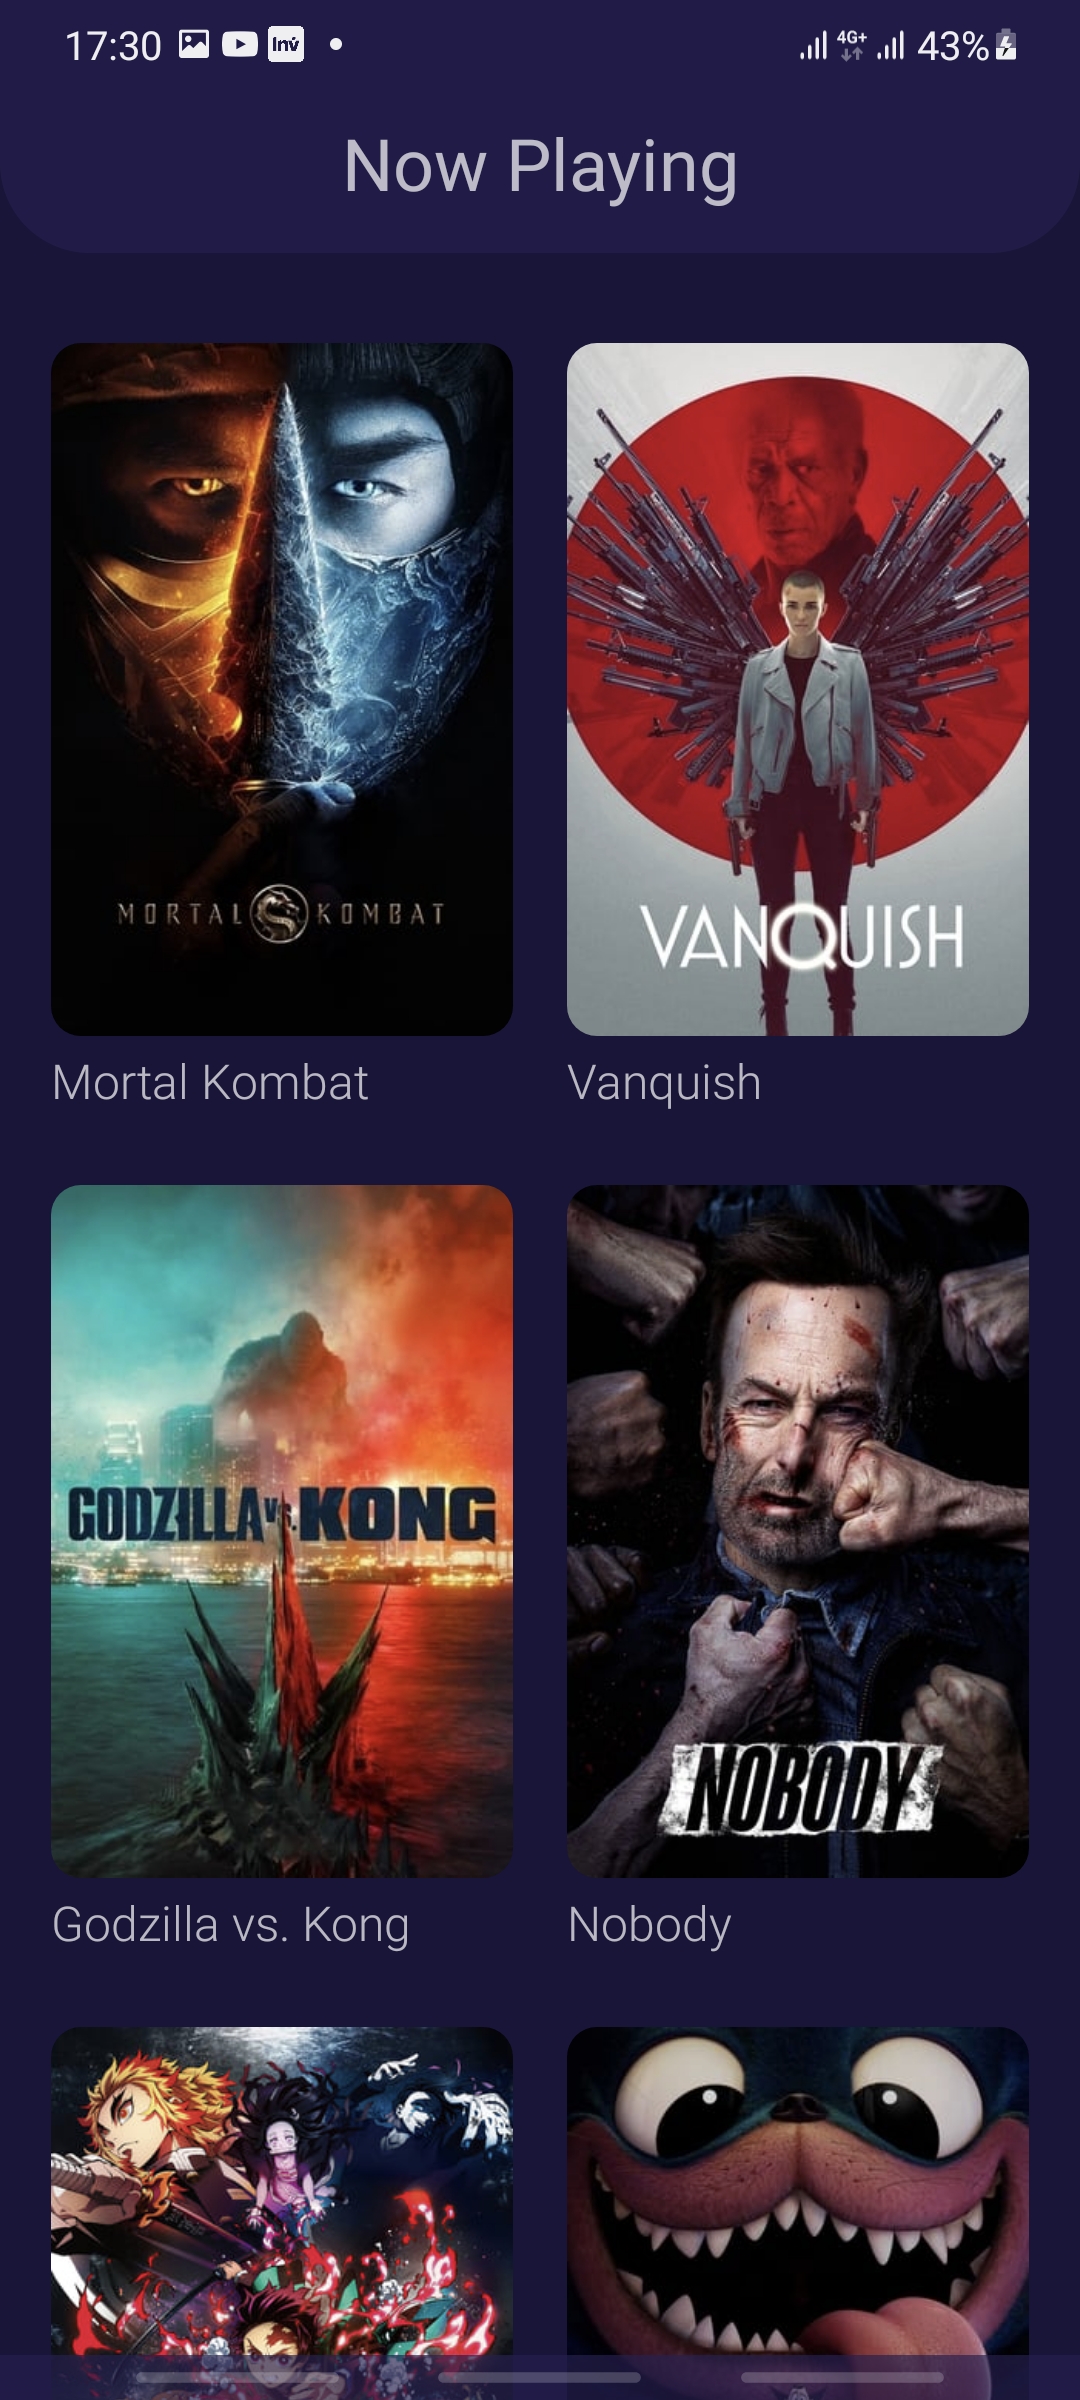 17:30 Inv 4G+ 43%
Now Playing
MORTAL KOMBAT
VANQUISH
Mortal Kombat
Vanquish
GODZILLA vs. KONG
NOBODY
Godzilla vs. Kong
Nobody